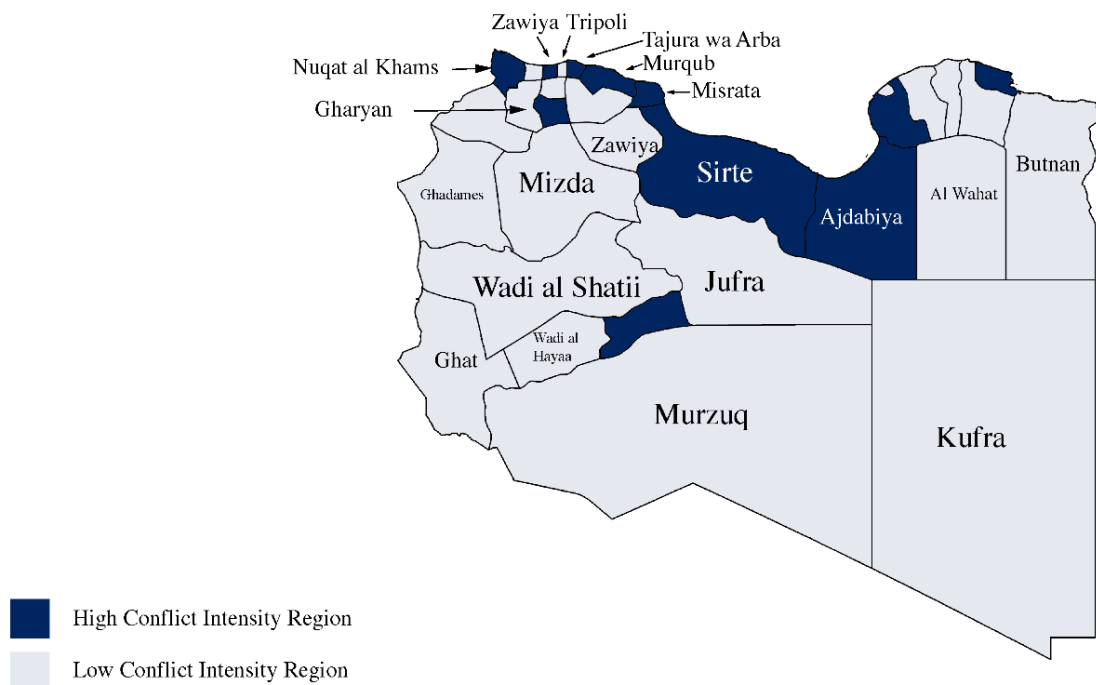 Zawiya Tripoli
Tajura wa Arba
Nuqat al Khams
Murqub
Misrata
Gharyan
Zawiya
Sirte
Butnan
Mizda
Ghadames
Al Wahat
Ajdabiya
Wadi al Shatii
Jufra
Wadi al
Hayaa
Ghat
Murzuq
Kufra
High Conflict Intensity Region
Low Conflict Intensity Region